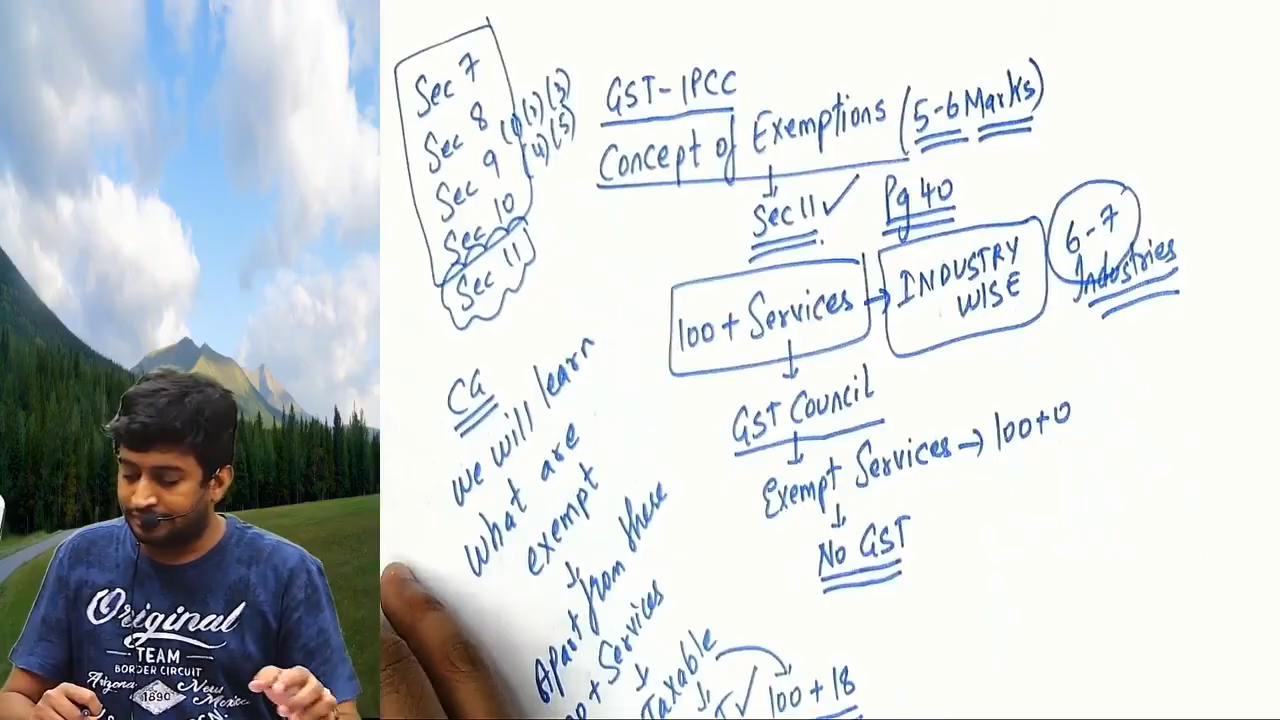 Sec 7
Sec 8
Sec 9 (1)(2)(3)
(4)(5)
Sec 10
Sec 11
GST-IPCC
Concept of Exemptions (5-6 Marks)
Sec 11 ✓
Pg 40
100+ Services → INDUSTRY
WISE
6-7
Industries
GST Council
Exempt Services → 100+0
No GST
CG
we will learn
what are
exempt
Apart from these
+ Services
Taxable
100 + 18
Original
TEAM
BORDER CIRCUIT
Arizona New
Mexico
1890